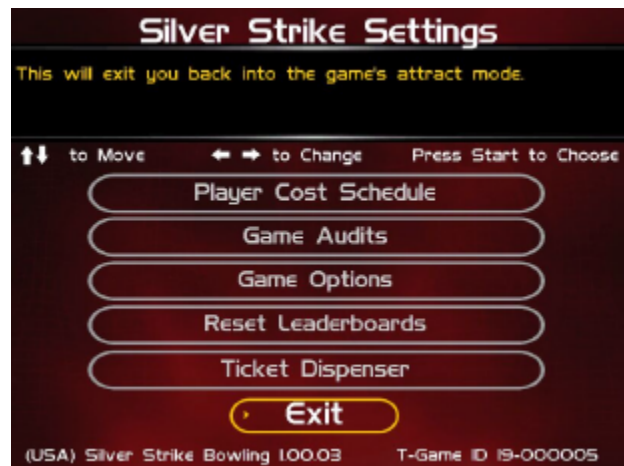 Silver Strike Settings
This will exit you back into the game's attract mode.
to Move to Change Press Start to Choose
Player Cost Schedule
Game Audits
Game Options
Reset Leaderboards
Ticket Dispenser
Exit
(USA) Silver Strike Bowling 1.00.03 T-Game ID 19-000005